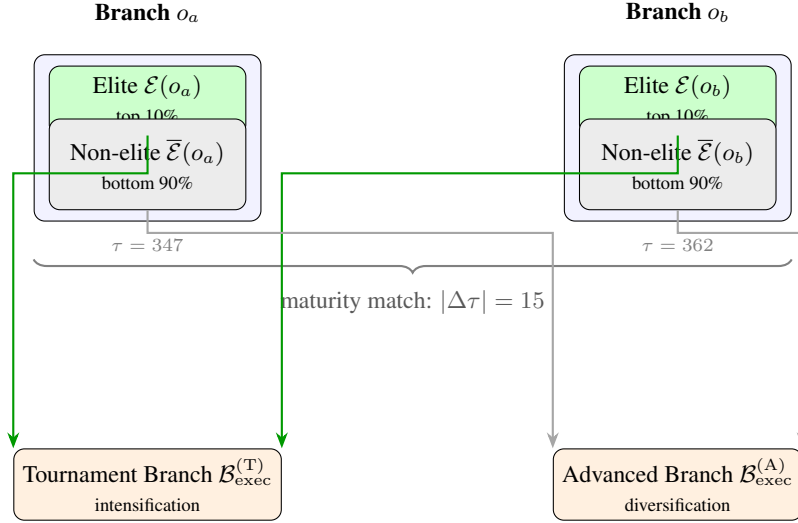 Branch o_a
Branch o_b
Elite ℰ(o_a)
top 10%
Non-elite ℰ̅(o_a)
bottom 90%
Elite ℰ(o_b)
top 10%
Non-elite ℰ̅(o_b)
bottom 90%
τ = 347
τ = 362
maturity match: |Δτ| = 15
Tournament Branch ℬ_exec^(T)
intensification
Advanced Branch ℬ_exec^(A)
diversification